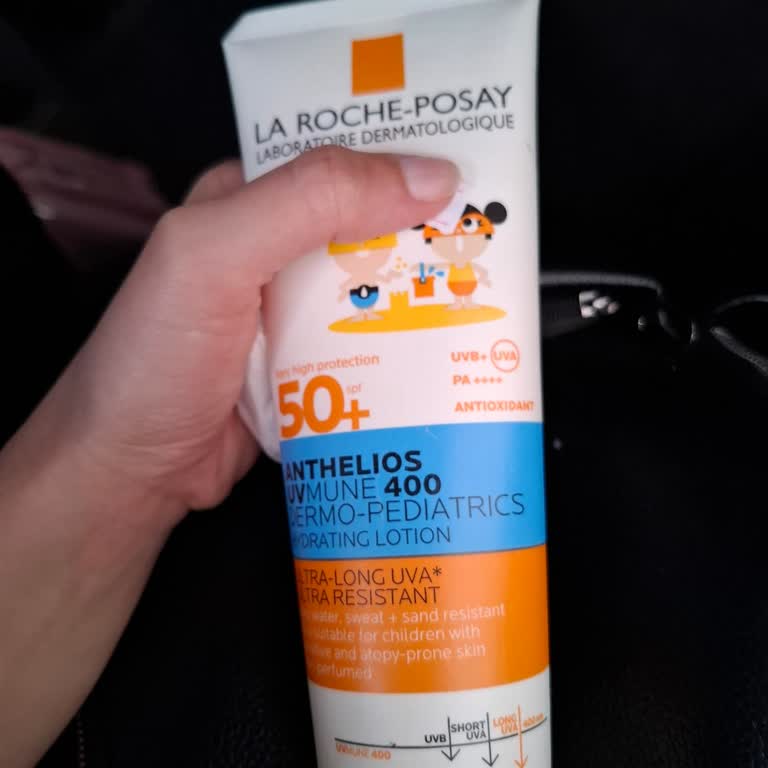 LA ROCHE-POSAY
LABORATOIRE DERMATOLOGIQUE
very high protection
50+
spf
UVB+ UVA
PA ++++
ANTIOXIDANT
ANTHELIOS
UVMUNE 400
DERMO-PEDIATRICS
HYDRATING LOTION
ULTRA-LONG UVA*
ULTRA RESISTANT
water, sweat + sand resistant
suitable for children with
and atopy-prone skin
perfumed
UVMUNE 400
UVB
SHORT UVA
LONG UVA
400nm